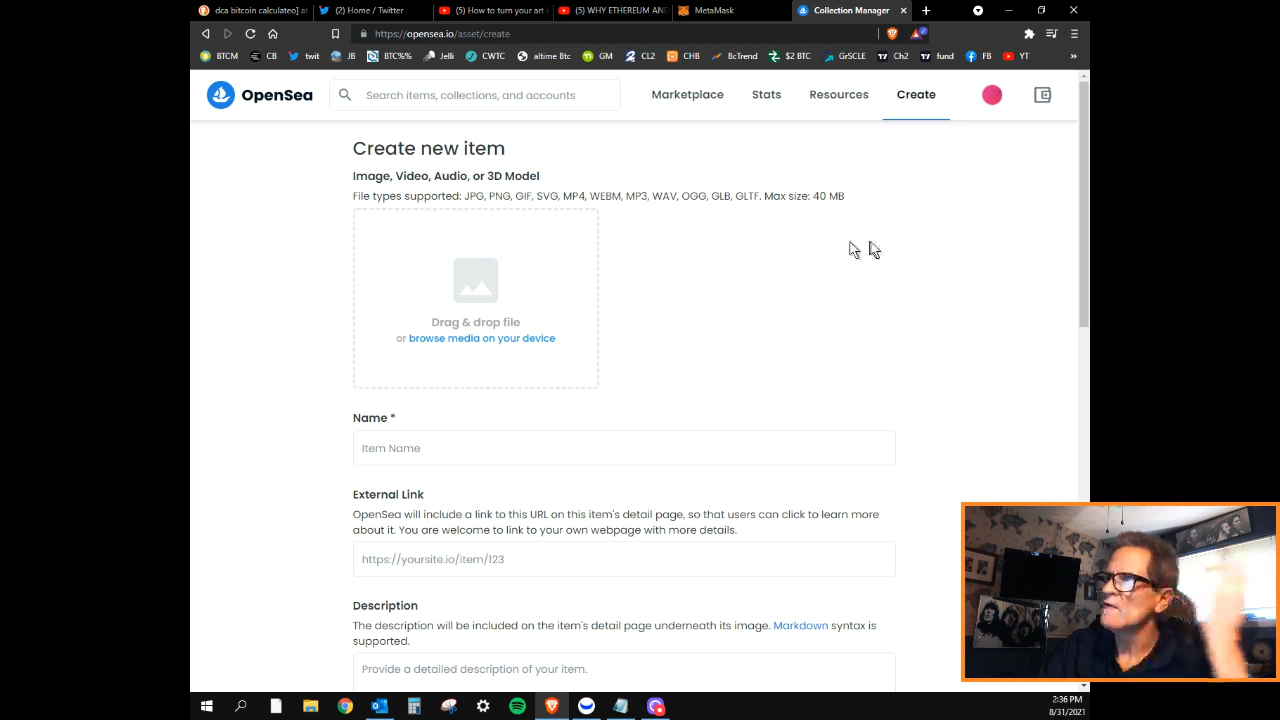 dca bitcoin calculateo] at
(2) Home / Twitter
(5) How to turn your art i
(5) WHY ETHEREUM AND
MetaMask
Collection Manager
https://opensea.io/asset/create
BTCM
CB
twit
JB
BTC%%
Jelli
CWTC
altime Btc
GM
CL2
CHB
BcTrend
$2 BTC
GrSCLE
Ch2
fund
FB
YT
OpenSea
Search items, collections, and accounts
Marketplace
Stats
Resources
Create
Create new item
Image, Video, Audio, or 3D Model
File types supported: JPG, PNG, GIF, SVG, MP4, WEBM, MP3, WAV, OGG, GLB, GLTF. Max size: 40 MB
Drag & drop file
or browse media on your device
Name *
Item Name
External Link
OpenSea will include a link to this URL on this item's detail page, so that users can click to learn more
about it. You are welcome to link to your own webpage with more details.
https://yoursite.io/item/123
Description
The description will be included on the item's detail page underneath its image. Markdown syntax is
supported.
Provide a detailed description of your item.
2:36 PM
8/31/2021